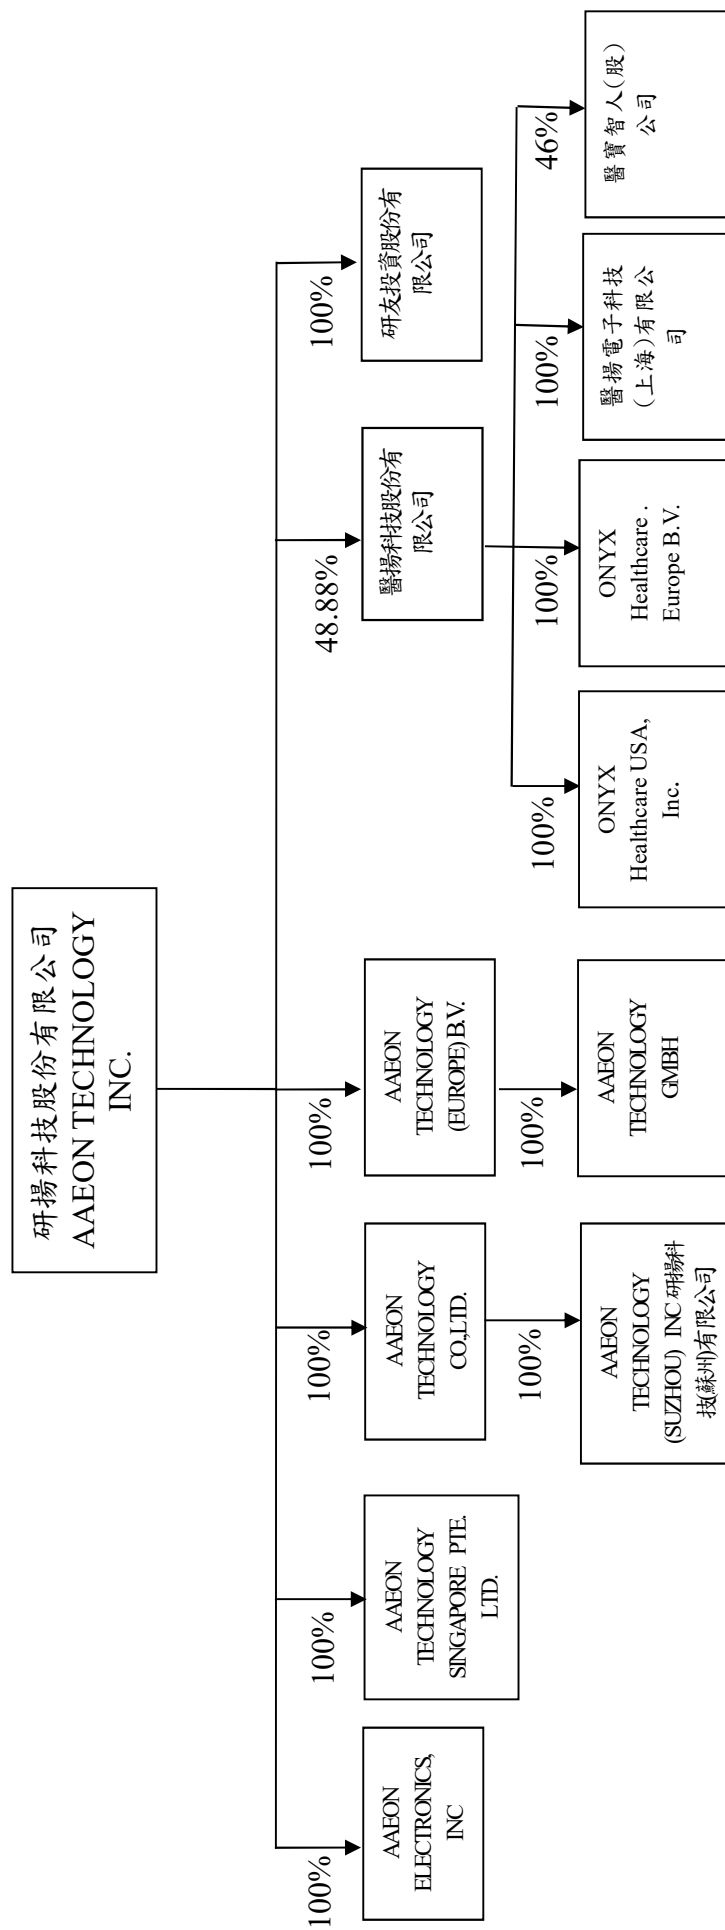 研揚科技股份有限公司
AAEON TECHNOLOGY
INC.
100%
100%
100%
100%
48.88%
100%
AAEON
ELECTRONICS,
INC
AAEON
TECHNOLOGY
SINGAPORE PTE.
LTD.
AAEON
TECHNOLOGY
CO.,LTD.
AAEON
TECHNOLOGY
(EUROPE) B.V.
醫揚科技股份有
限公司
研友投資股份有
限公司
100%
100%
100%
100%
100%
46%
AAEON
TECHNOLOGY
(SUZHOU) INC 研揚科
技(蘇州)有限公司
AAEON
TECHNOLOGY
GMBH
ONYX
Healthcare USA,
Inc.
ONYX
Healthcare .
Europe B.V.
醫揚電子科技
(上海)有限公
司
醫寶智人(股)
公司